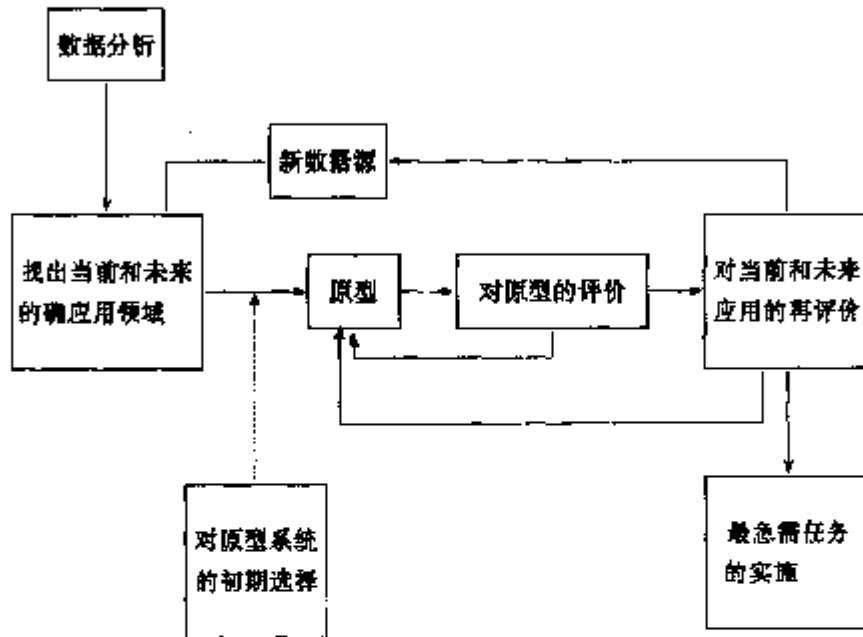 数据分析
新数据源
找出当前和未来
的确应用领域
原型
对原型的评价
对当前和未来
应用的再评价
对原型系统
的初期选择
最急需任务
的实施